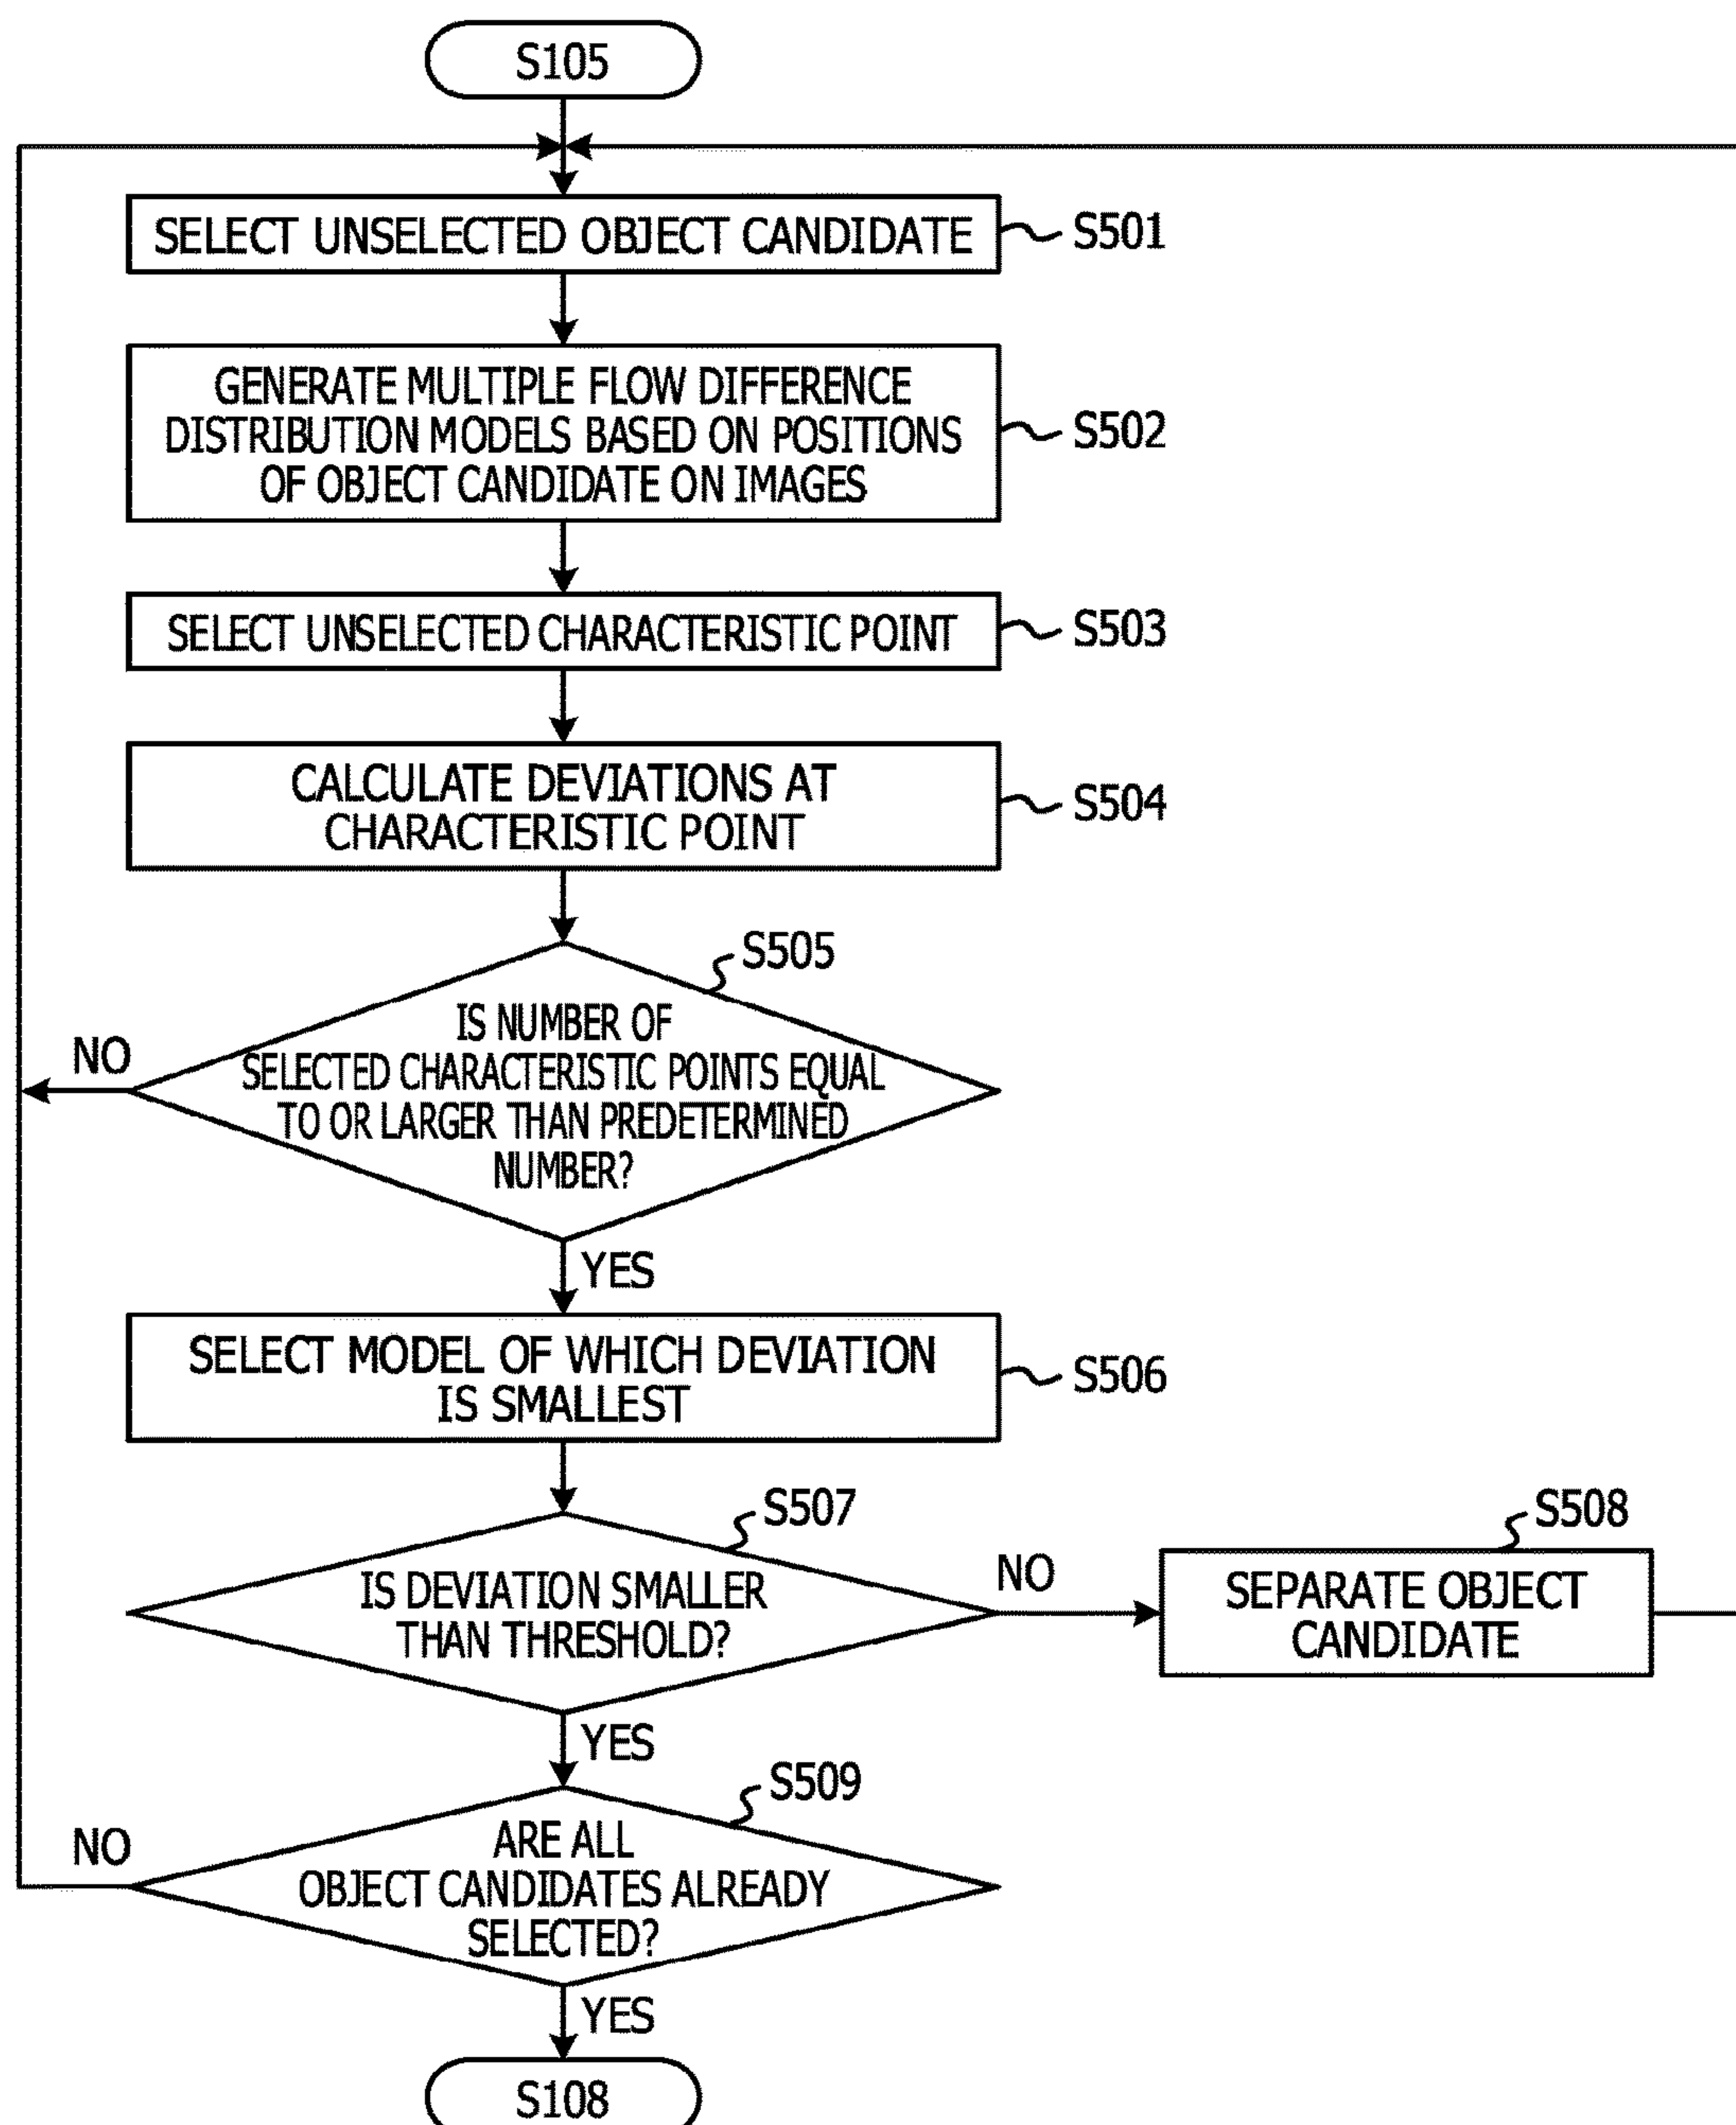 S105
SELECT UNSELECTED OBJECT CANDIDATE
S501
GENERATE MULTIPLE FLOW DIFFERENCE
DISTRIBUTION MODELS BASED ON POSITIONS
OF OBJECT CANDIDATE ON IMAGES
S502
SELECT UNSELECTED CHARACTERISTIC POINT
S503
CALCULATE DEVIATIONS AT
CHARACTERISTIC POINT
S504
S505
IS NUMBER OF
SELECTED CHARACTERISTIC POINTS EQUAL
TO OR LARGER THAN PREDETERMINED
NUMBER?
NO
YES
SELECT MODEL OF WHICH DEVIATION
IS SMALLEST
S506
S507
IS DEVIATION SMALLER
THAN THRESHOLD?
NO
S508
SEPARATE OBJECT
CANDIDATE
YES
S509
ARE ALL
OBJECT CANDIDATES ALREADY
SELECTED?
NO
YES
S108